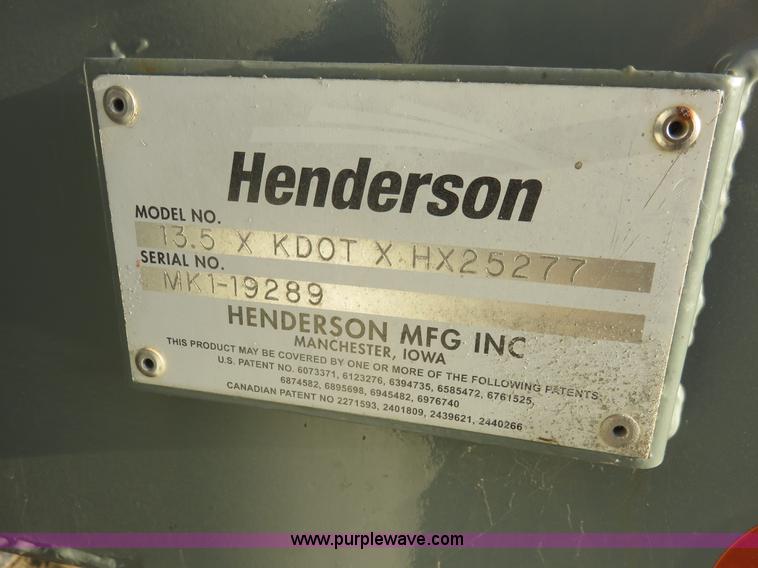 Henderson
MODEL NO.
13.5 X KDOT X HX25277
SERIAL NO.
MK1-19289
HENDERSON MFG INC
MANCHESTER, IOWA
THIS PRODUCT MAY BE COVERED BY ONE OR MORE OF THE FOLLOWING PATENTS:
U.S. PATENT NO. 6073371, 6123276, 6394735, 6585472, 6761525,
6874582, 6895698, 6945482, 6976740
CANADIAN PATENT NO 2271593, 2401809, 2439621, 2440266
www.purplewave.com